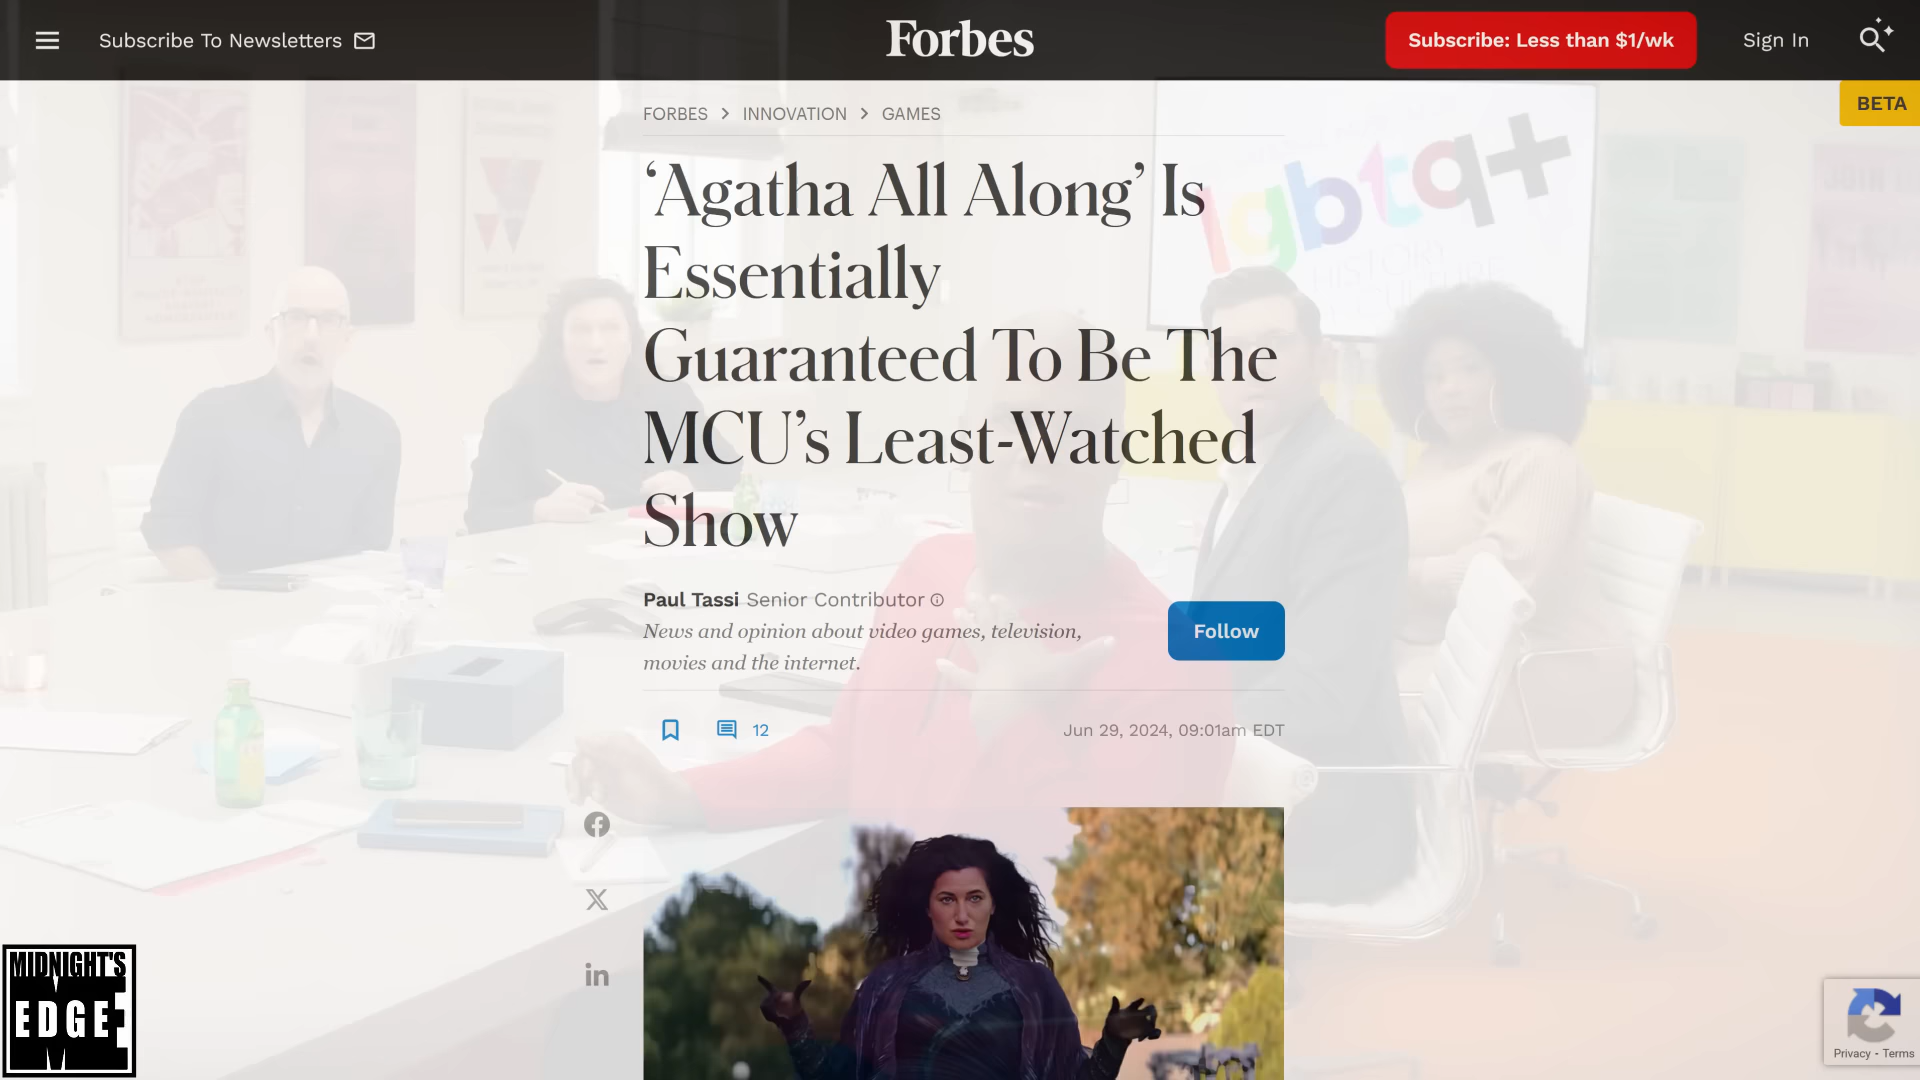 Subscribe To Newsletters
Forbes
Subscribe: Less than $1/wk
Sign In
BETA
FORBES > INNOVATION > GAMES
‘Agatha All Along’ Is
Essentially
Guaranteed To Be The
MCU’s Least-Watched
Show
lgbtq+
HISTORY
Paul Tassi Senior Contributor
News and opinion about video games, television,
movies and the internet.
Follow
12
Jun 29, 2024, 09:01am EDT
MIDNIGHT'S
EDGE
Privacy - Terms